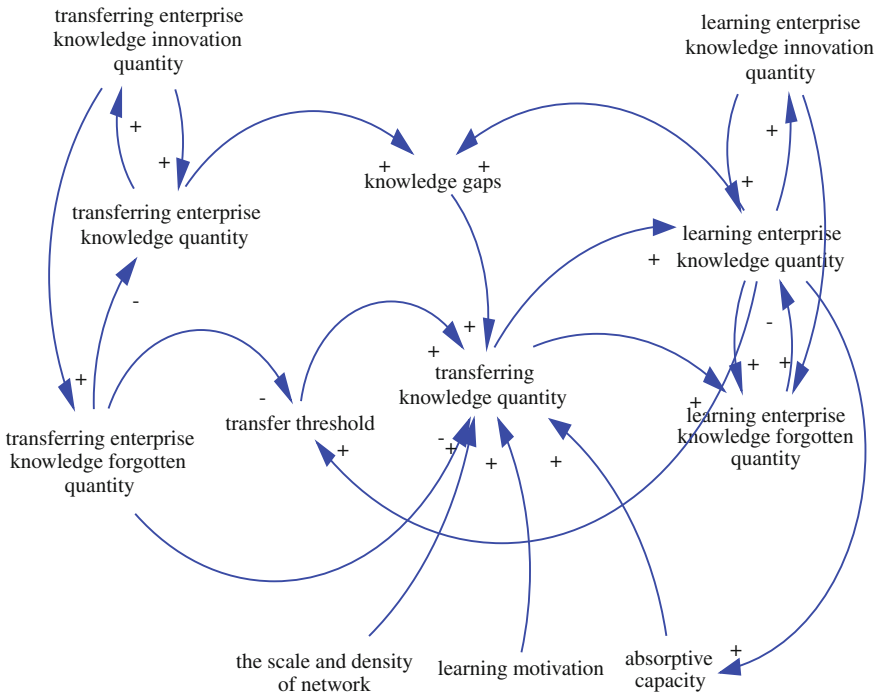 transferring enterprise
knowledge innovation
quantity
learning enterprise
knowledge innovation
quantity
+
+
+
+
+
+
knowledge gaps
transferring enterprise
knowledge quantity
learning enterprise
knowledge quantity
+
-
-
+
+
+
+
+
transferring
knowledge quantity
-
+
transfer threshold
learning enterprise
knowledge forgotten
quantity
transferring enterprise
knowledge forgotten
quantity
-
+
+
+
+
the scale and density
of network
learning motivation
absorptive
capacity
+